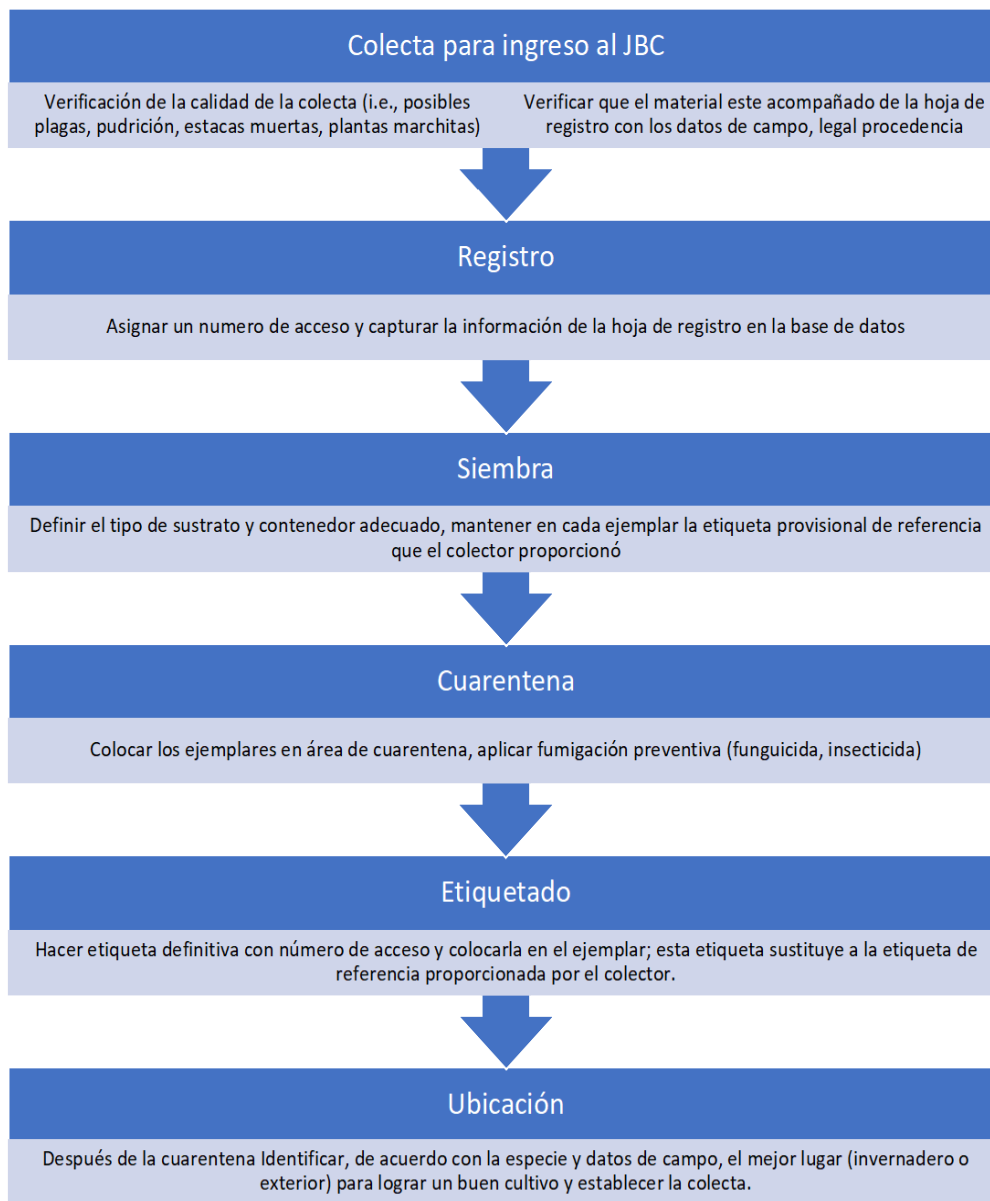 Colecta para ingreso al JBC
Verificación de la calidad de la colecta (i.e., posibles
plagas, pudrición, estacas muertas, plantas marchitas)
Verificar que el material este acompañado de la hoja de
registro con los datos de campo, legal procedencia
Registro
Asignar un numero de acceso y capturar la información de la hoja de registro en la base de datos
Siembra
Definir el tipo de sustrato y contenedor adecuado, mantener en cada ejemplar la etiqueta provisional de referencia
que el colector proporcionó
Cuarentena
Colocar los ejemplares en área de cuarentena, aplicar fumigación preventiva (funguicida, insecticida)
Etiquetado
Hacer etiqueta definitiva con número de acceso y colocarla en el ejemplar; esta etiqueta sustituye a la etiqueta de
referencia proporcionada por el colector.
Ubicación
Después de la cuarentena Identificar, de acuerdo con la especie y datos de campo, el mejor lugar (invernadero o
exterior) para lograr un buen cultivo y establecer la colecta.